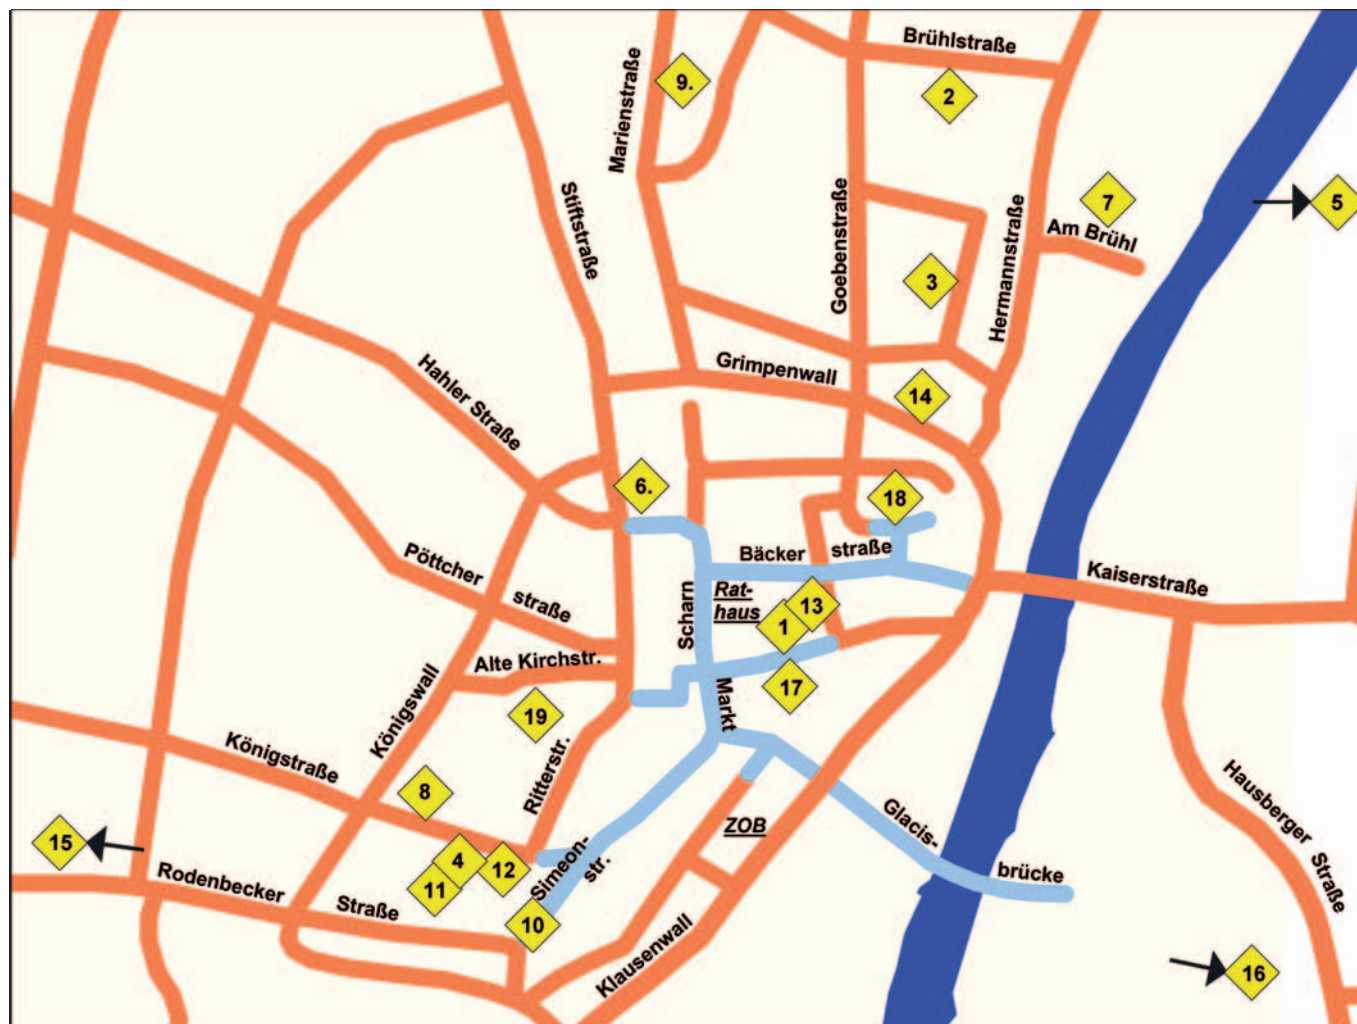 Brühlstraße
9.
2
Marienstraße
Stiftstraße
Goebenstraße
Hermannstraße
7
5
Am Brühl
3
Grimpenwall
14
Hahler Straße
6.
18
Bäcker straße
Kaiserstraße
Pöttcher
straße
Scharn
Rat-
haus
13
1
Alte Kirchstr.
17
Markt
19
Königswall
Königstraße
Ritterstr.
8
ZOB
Glacis-
brücke
Hausberger Straße
15
4
12
11
Simeon-
str.
Rodenbecker
Straße
10
Klausenwall
16